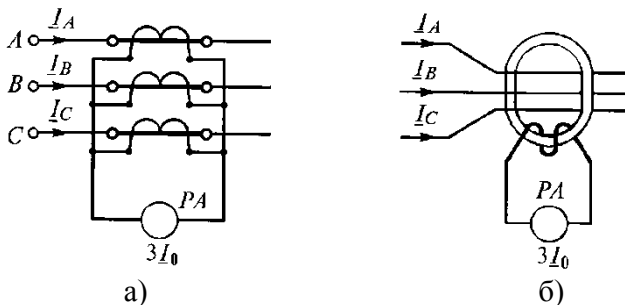 A I_A
B I_B
C I_C
PA
3I_0
а)
I_A
I_B
I_C
PA
3I_0
б)